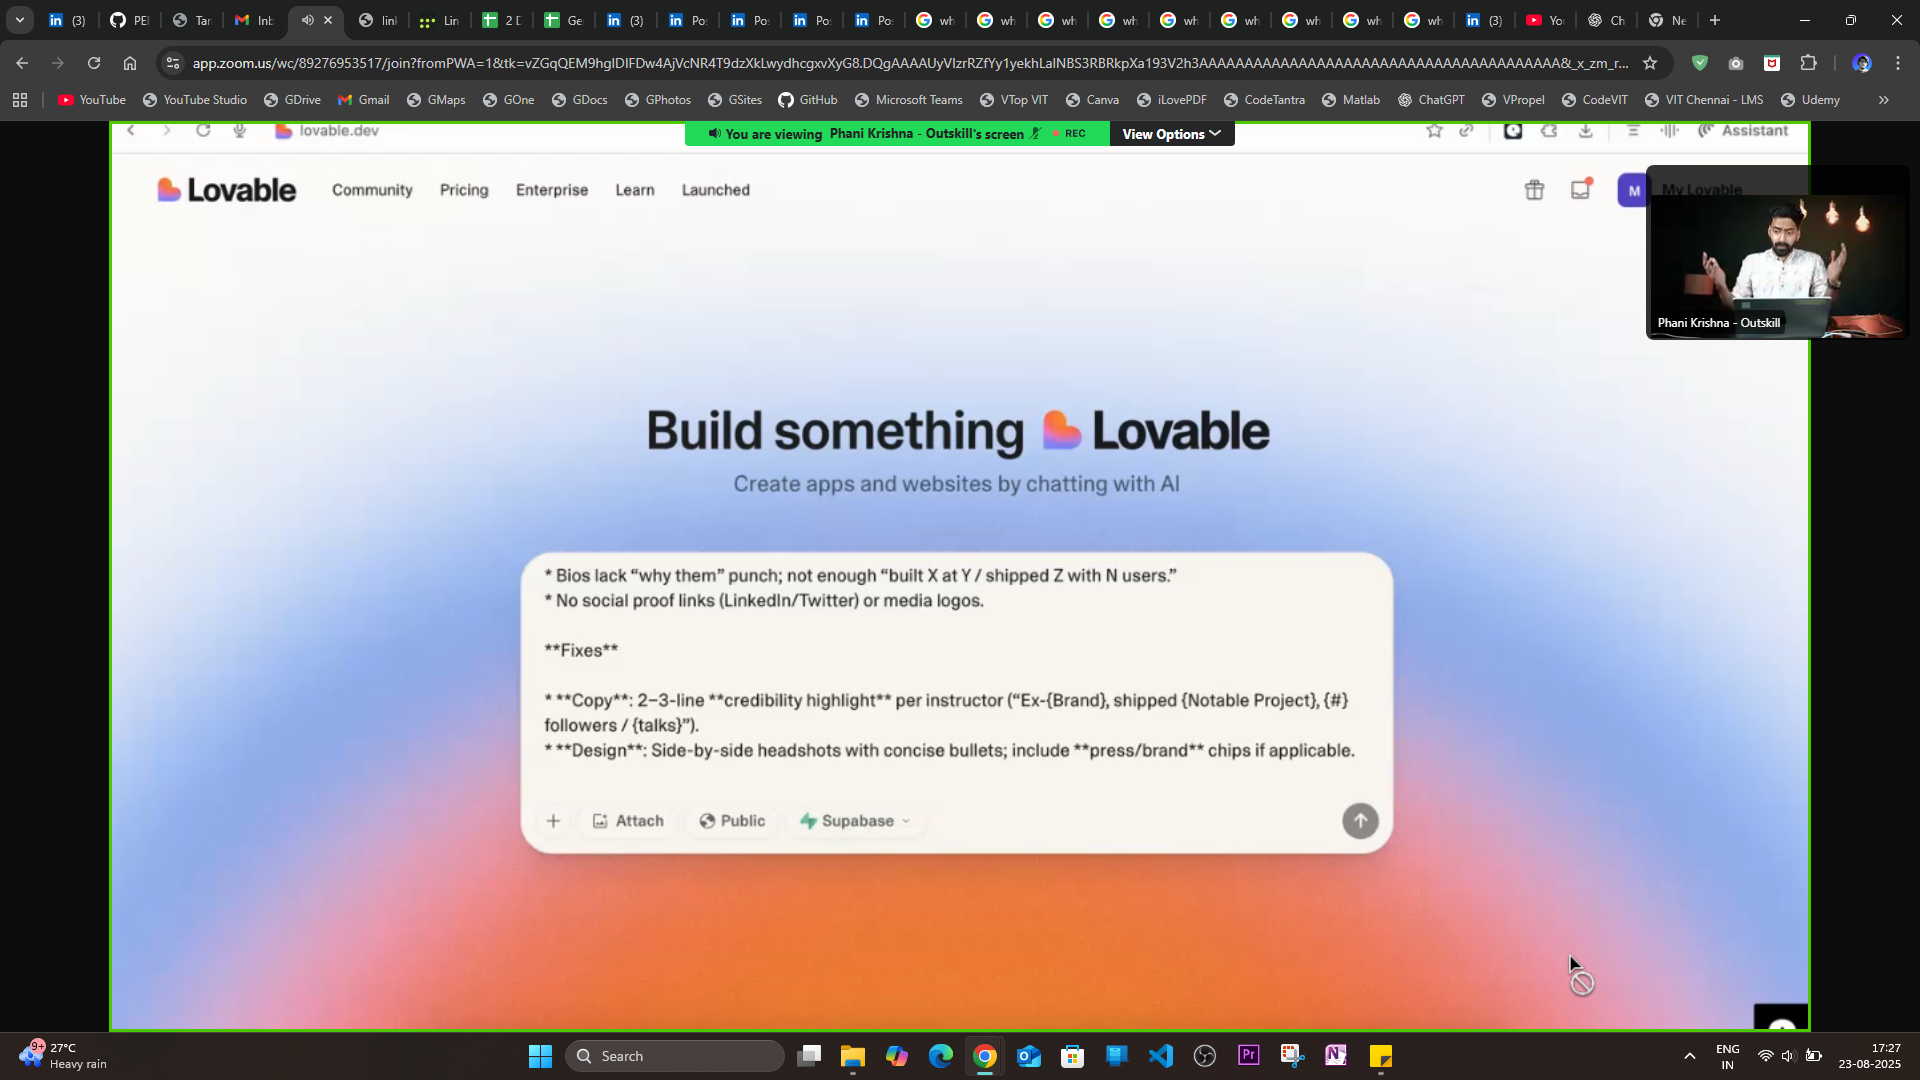 (3)
PEI
Tar
Inb
link
Lin
2 D
Ge
(3)
Po:
Po:
Po:
Po:
wh
wh
wh
wh
wh
wh
wh
wh
wh
(3)
You
Ch
Ne
app.zoom.us/wc/89276953517/join?fromPWA=1&tk=
YouTube
YouTube Studio
GDrive
Gmail
GMaps
GOne
GDocs
GPhotos
GSites
GitHub
Microsoft Teams
VTop VIT
Canva
iLovePDF
CodeTantra
Matlab
ChatGPT
VPropel
CodeVIT
VIT Chennai - LMS
Udemy
lovable.dev
You are viewing Phani Krishna - Outskill's screen
REC
View Options
Assistant
Lovable
Community
Pricing
Enterprise
Learn
Launched
M
My Lovable
Phani Krishna - Outskill
Build something Lovable
Create apps and websites by chatting with AI
* Bios lack “why them” punch; not enough “built X at Y / shipped Z with N users.”
* No social proof links (LinkedIn/Twitter) or media logos.
**Fixes**
* **Copy**: 2–3-line **credibility highlight** per instructor (“Ex-{Brand}, shipped {Notable Project}, {#}
followers / {talks}”).
* **Design**: Side-by-side headshots with concise bullets; include **press/brand** chips if applicable.
Attach
Public
Supabase
9+
27°C
Heavy rain
Search
Pr
ENG
IN
17:27
23-08-2025